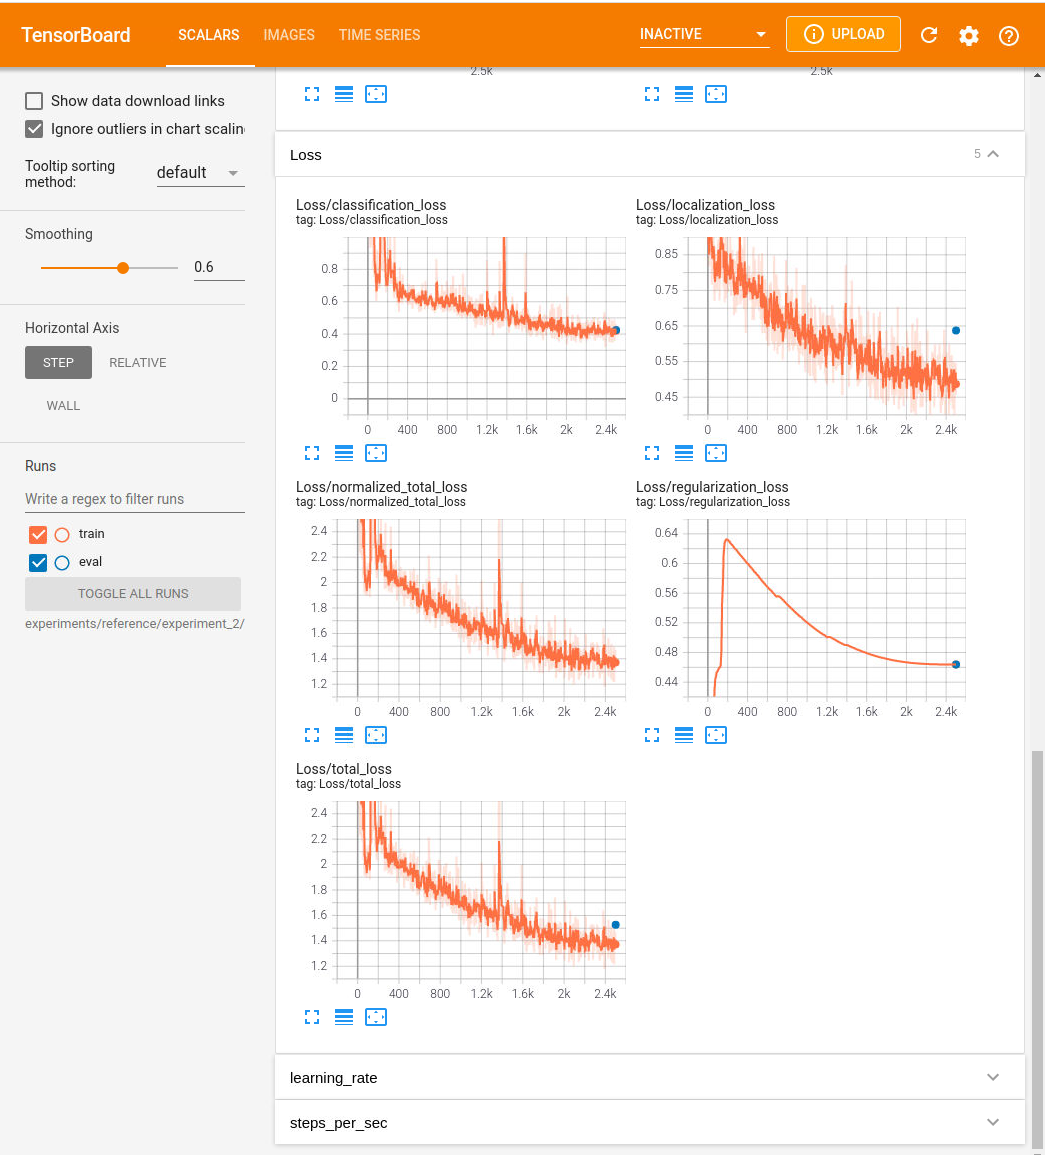 TensorBoard
SCALARS
IMAGES
TIME SERIES
INACTIVE
UPLOAD
Show data download links
Ignore outliers in chart scalin
Tooltip sorting
method:
default
Smoothing
0.6
Horizontal Axis
STEP
RELATIVE
WALL
Runs
Write a regex to filter runs
train
eval
TOGGLE ALL RUNS
experiments/reference/experiment_2/
2.5k
2.5k
Loss
5
Loss/classification_loss
tag: Loss/classification_loss
0.8
0.6
0.4
0.2
0
0 400 800 1.2k 1.6k 2k 2.4k
Loss/localization_loss
tag: Loss/localization_loss
0.85
0.75
0.65
0.55
0.45
0 400 800 1.2k 1.6k 2k 2.4k
Loss/normalized_total_loss
tag: Loss/normalized_total_loss
2.4
2.2
2
1.8
1.6
1.4
1.2
0 400 800 1.2k 1.6k 2k 2.4k
Loss/regularization_loss
tag: Loss/regularization_loss
0.64
0.6
0.56
0.52
0.48
0.44
0 400 800 1.2k 1.6k 2k 2.4k
Loss/total_loss
tag: Loss/total_loss
2.4
2.2
2
1.8
1.6
1.4
1.2
0 400 800 1.2k 1.6k 2k 2.4k
learning_rate
steps_per_sec